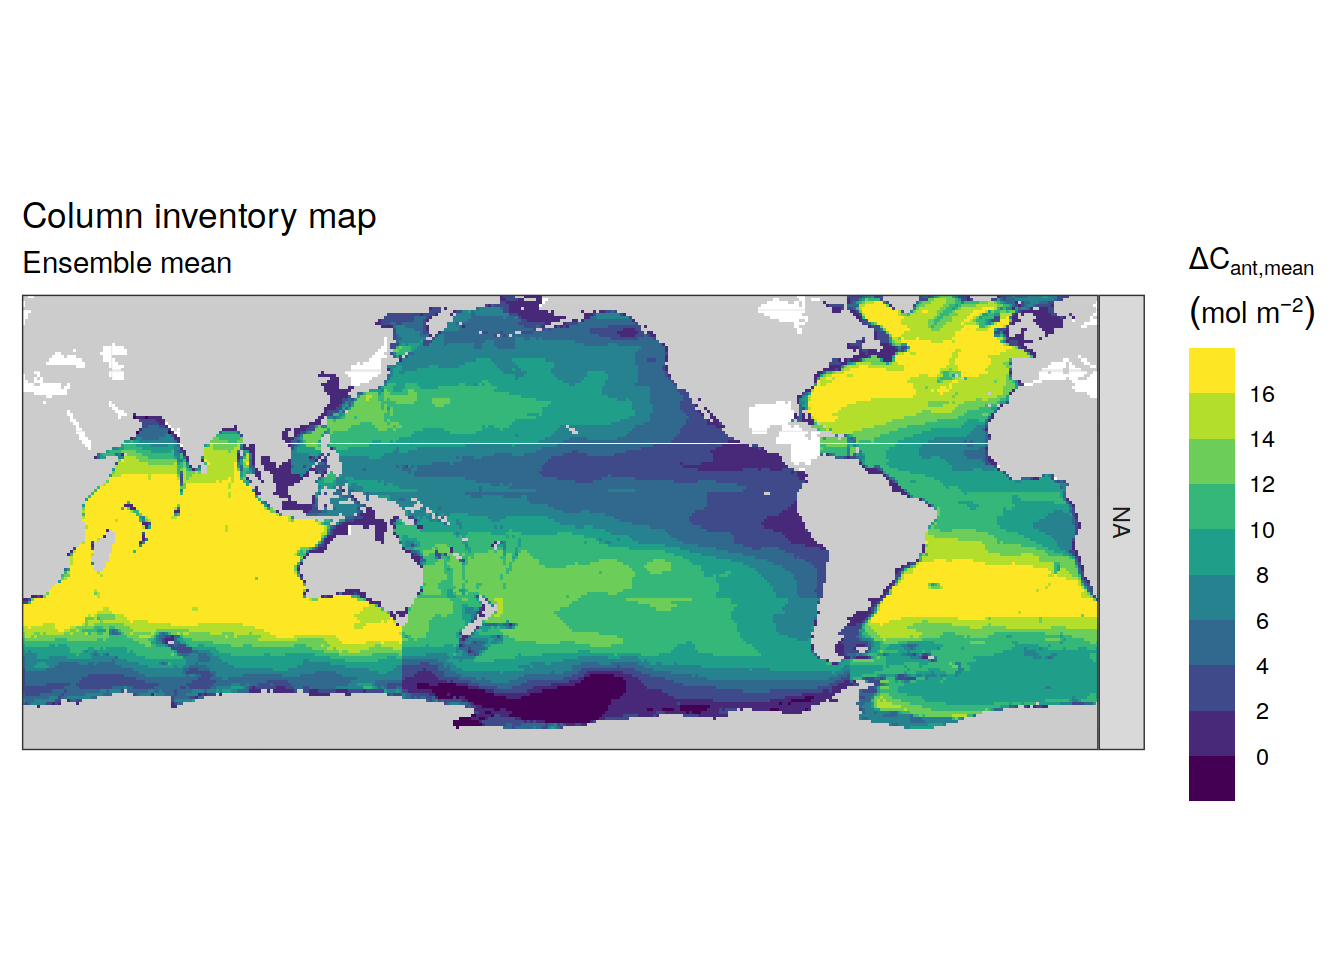 Column inventory map
Ensemble mean
NA
ΔCant,mean
(mol m−2)
16
14
12
10
8
6
4
2
0